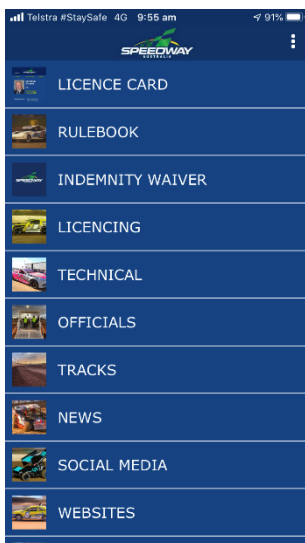 Telstra #StaySafe 4G 9:55 am 91%
SPEEDWAY
AUSTRALIA
LICENCE CARD
RULEBOOK
SPEEDWAY
INDEMNITY WAIVER
LICENCING
TECHNICAL
OFFICIALS
TRACKS
NEWS
SOCIAL MEDIA
WEBSITES